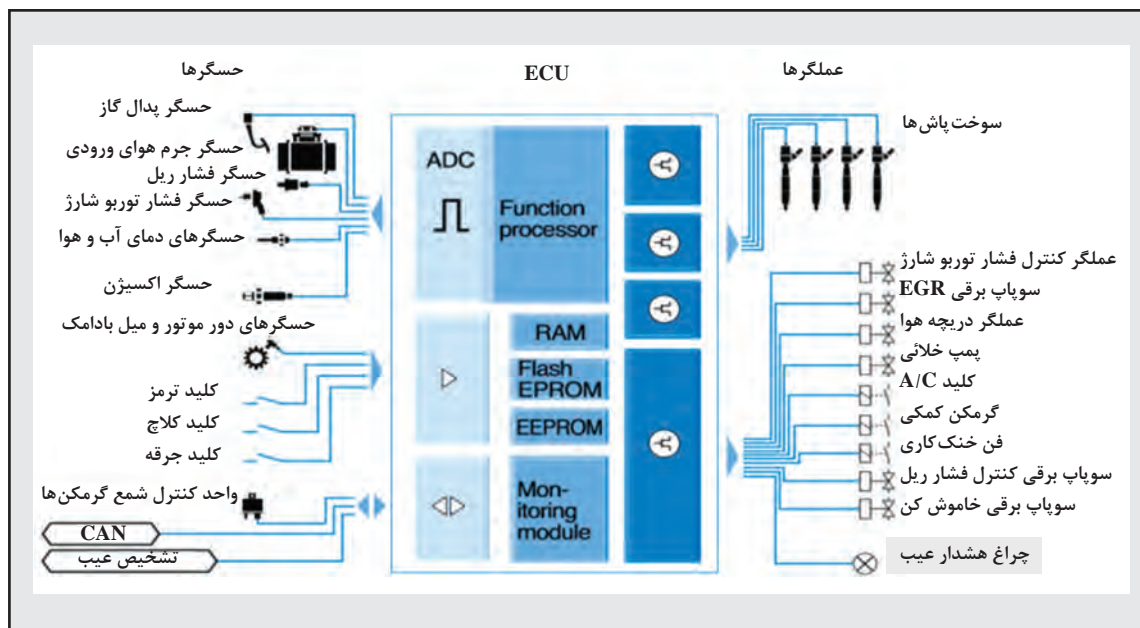 حسگرها
ECU
عملگرها
حسگر پدال گاز
حسگر جرم هوای ورودی
حسگر فشار ریل
حسگر فشار توربو شارژ
حسگرهای دمای آب و هوا
حسگر اکسیژن
حسگرهای دور موتور و میل بادامک
کلید ترمز
کلید کلاچ
کلید جرقه
واحد کنترل شمع گرمکن‌ها
CAN
تشخیص عیب
ADC
Function
processor
RAM
Flash
EPROM
EEPROM
Mon-
itoring
module
سوخت‌پاش‌ها
عملگر کنترل فشار توربو شارژ
سوپاپ برقی EGR
عملگر دریچه هوا
پمپ خلائی
کلید A/C
گرمکن کمکی
فن خنک‌کاری
سوپاپ برقی کنترل فشار ریل
سوپاپ برقی خاموش کن
چراغ هشدار عیب